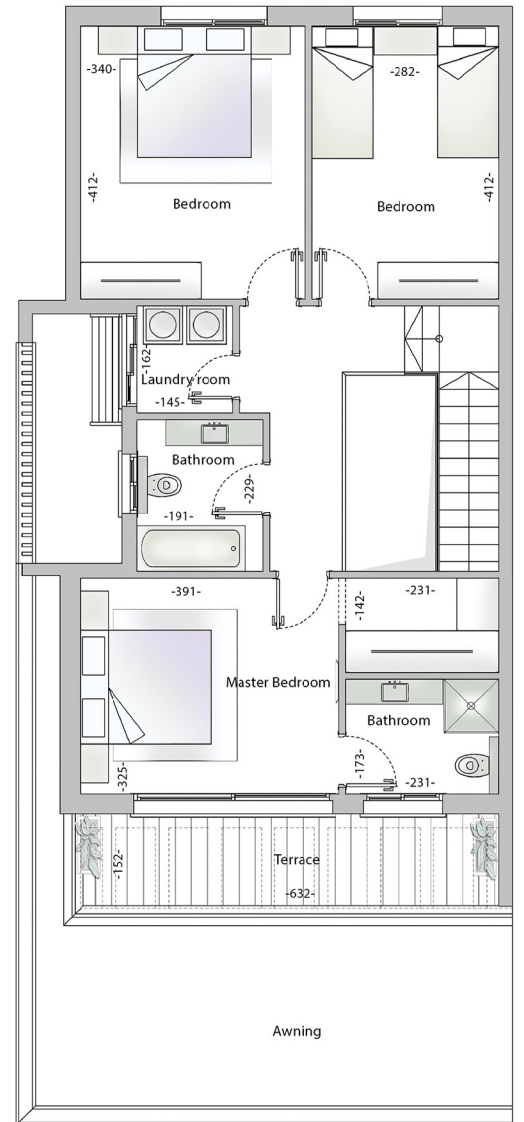 -340-
-282-
-412-
-412-
Bedroom
Bedroom
-162-
Laundry room
-145-
Bathroom
-229-
-191-
-391-
-142-
-231-
Master Bedroom
Bathroom
-325-
-173-
-231-
-152-
Terrace
-632-
Awning